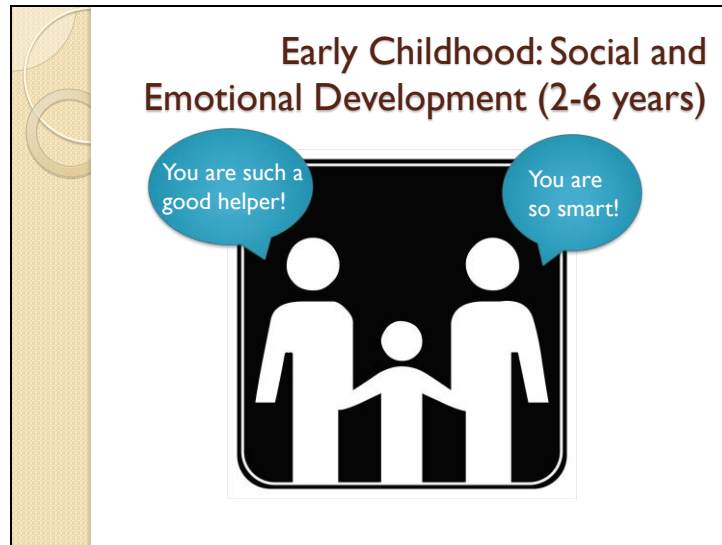 Early Childhood: Social and
Emotional Development (2-6 years)
You are such a
good helper!
You are
so smart!